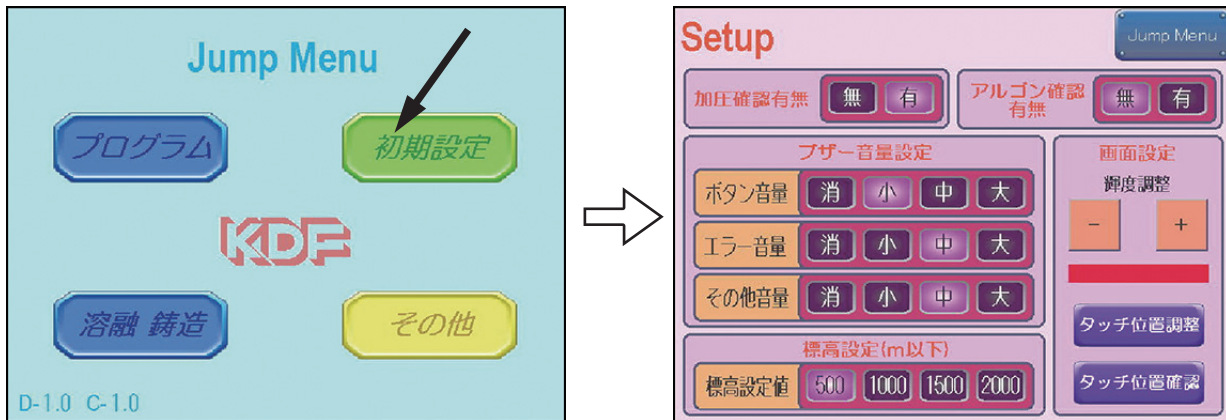 Jump Menu
プログラム
初期設定
KDF
溶融 鋳造
その他
D-1.0 C-1.0
Setup
Jump Menu
加圧確認有無 無 有
アルゴン確認
有無
無 有
ブザー音量設定
ボタン音量 消 小 中 大
エラー音量 消 小 中 大
その他音量 消 小 中 大
標高設定(m以下)
標高設定値 500 1000 1500 2000
画面設定
輝度調整
- +
タッチ位置調整
タッチ位置確認